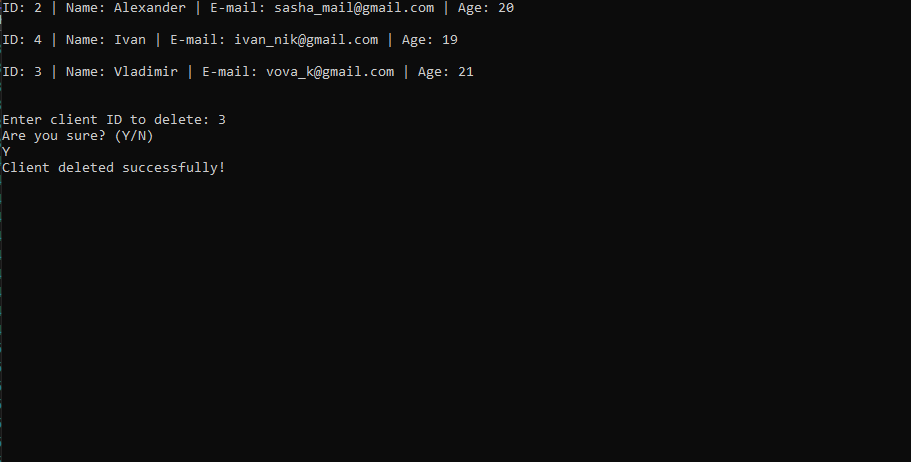 ID: 2 | Name: Alexander | E-mail: sasha_mail@gmail.com | Age: 20
ID: 4 | Name: Ivan | E-mail: ivan_nik@gmail.com | Age: 19
ID: 3 | Name: Vladimir | E-mail: vova_k@gmail.com | Age: 21
Enter client ID to delete: 3
Are you sure? (Y/N)
Y
Client deleted successfully!